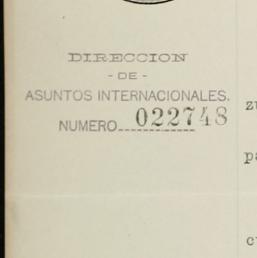 DIRECCION
- DE -
ASUNTOS INTERNACIONALES.
NUMERO 022748